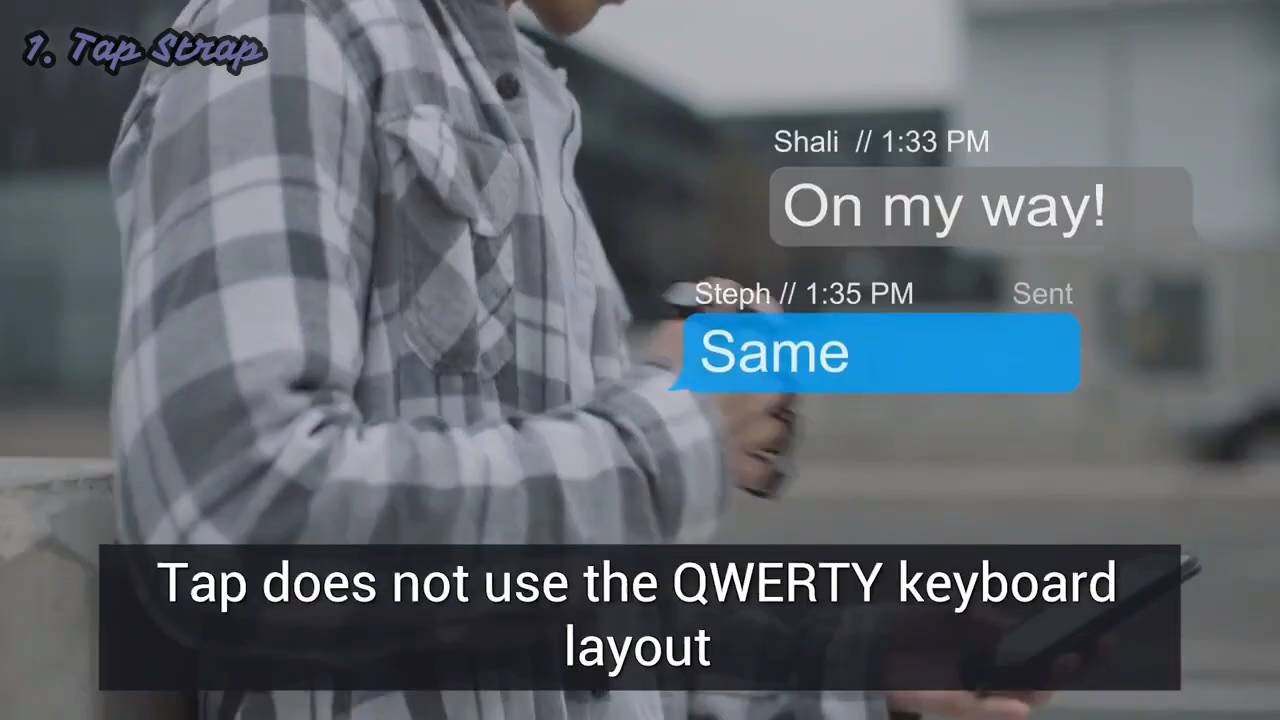 1. Tap Strap
Shali // 1:33 PM
On my way!
Steph // 1:35 PM Sent
Same
Tap does not use the QWERTY keyboard
layout